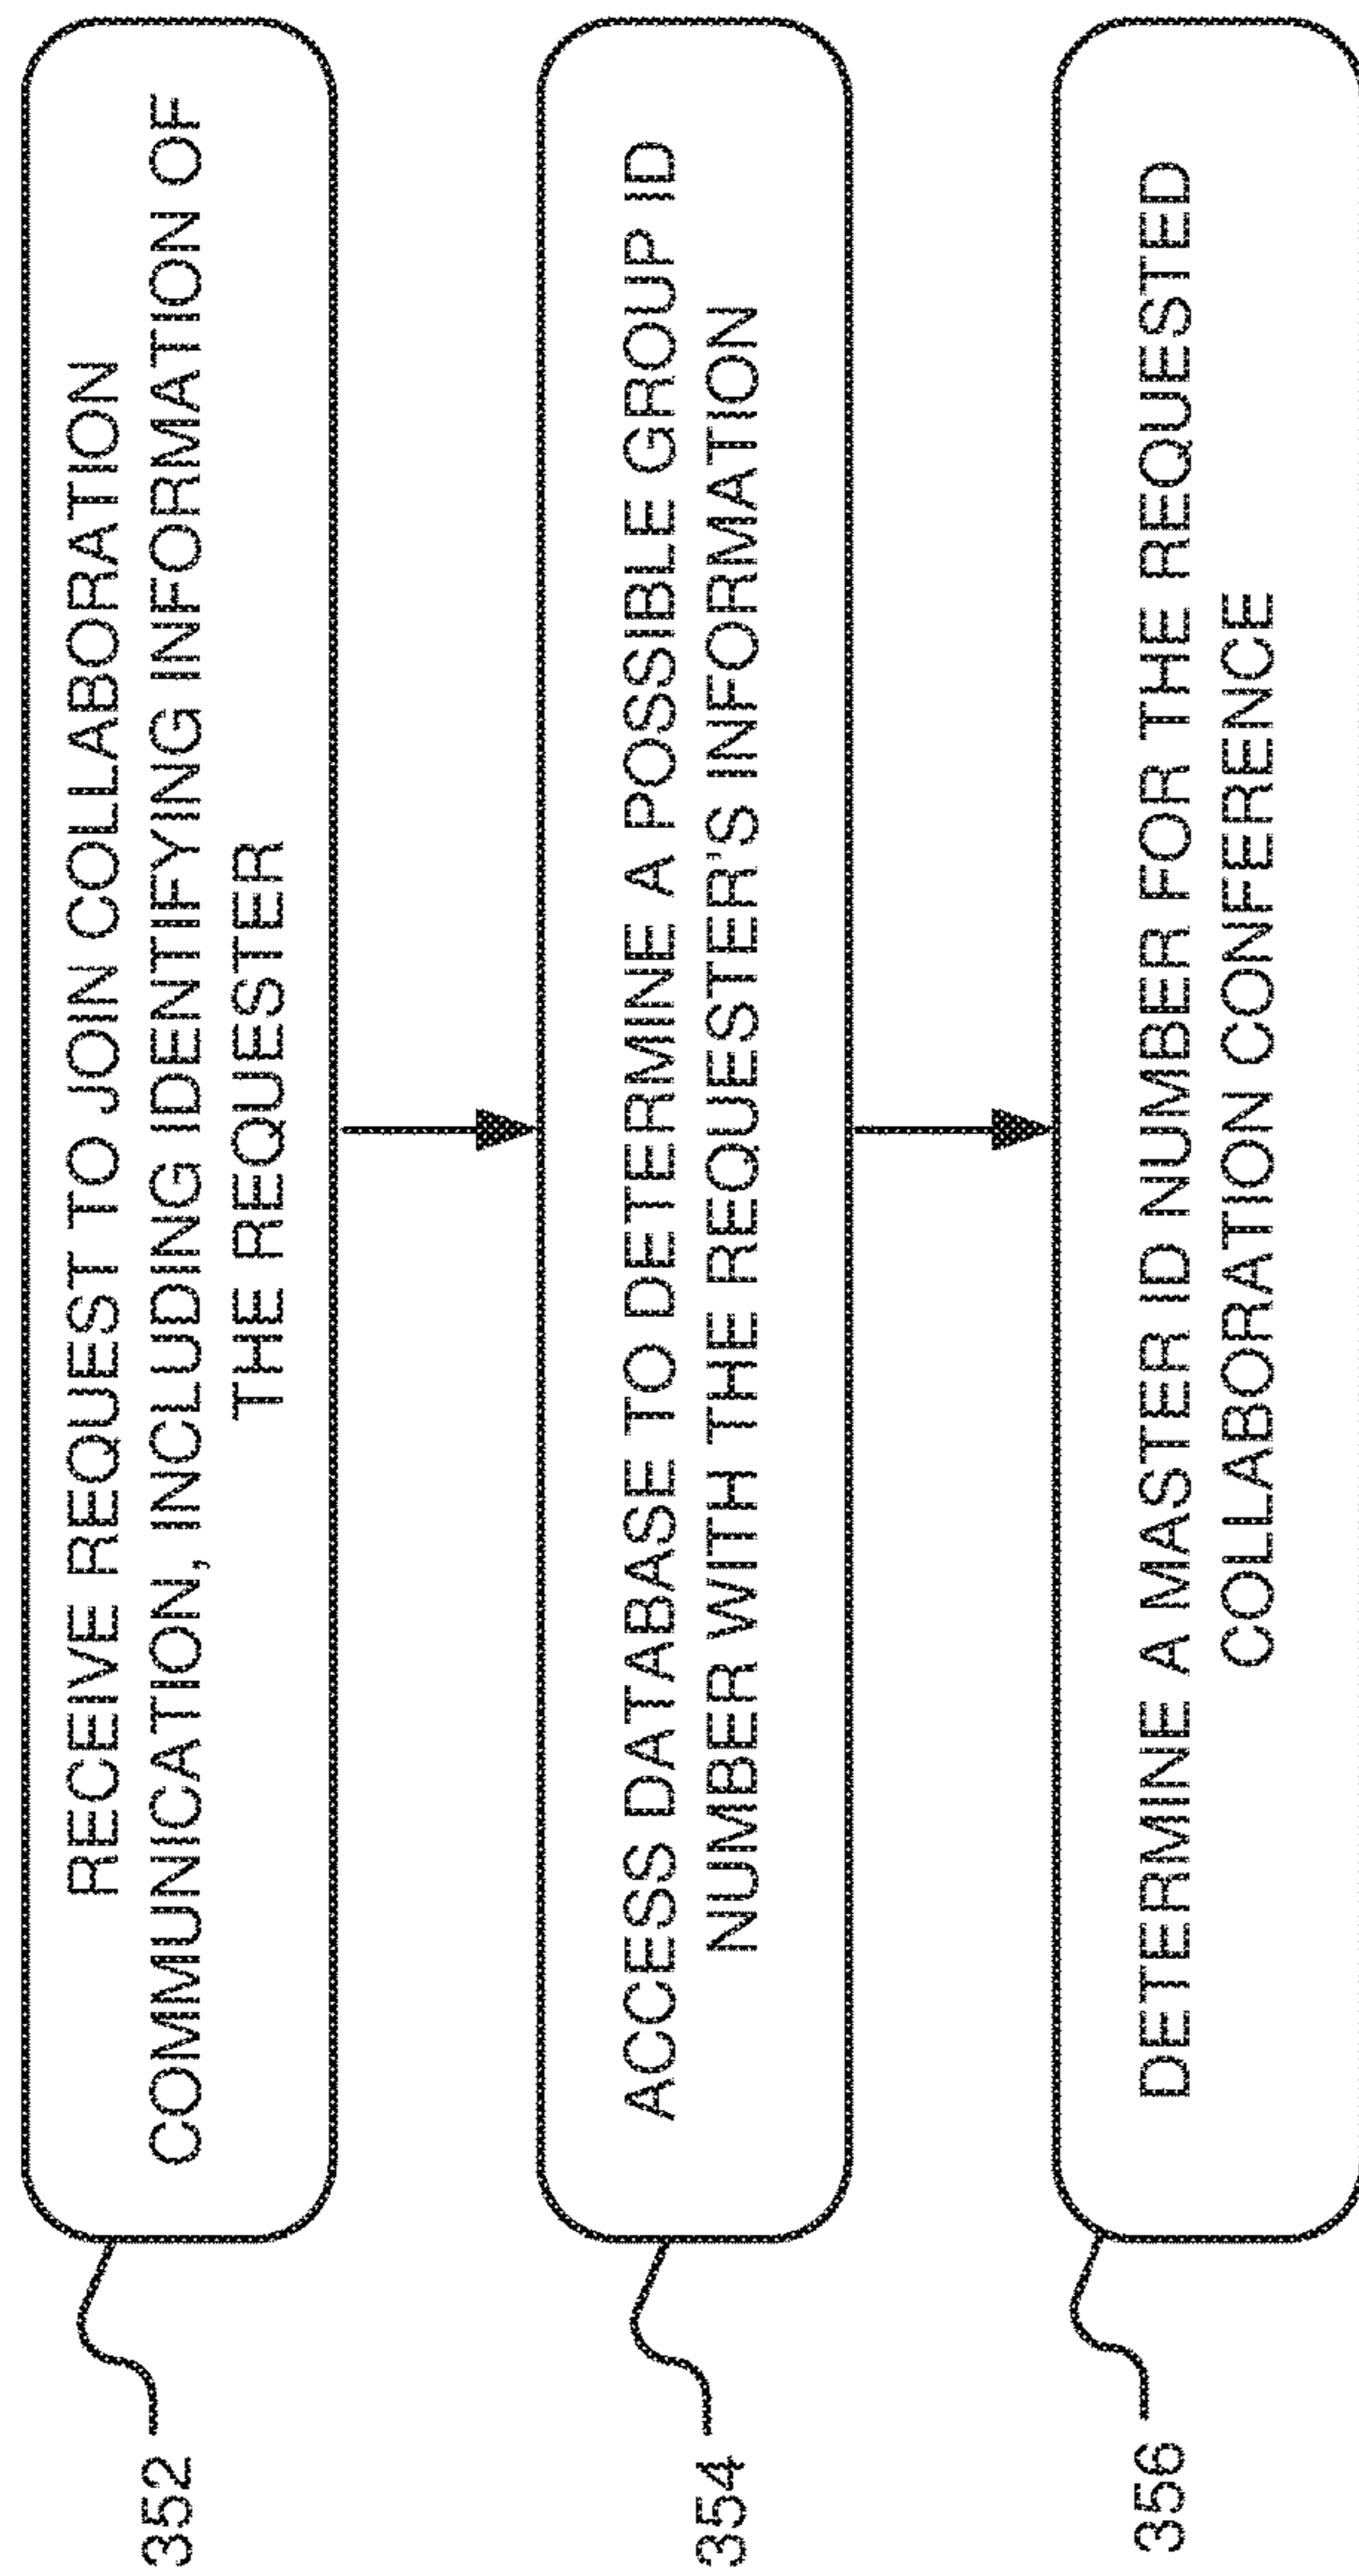 352
RECEIVE REQUEST TO JOIN COLLABORATION
COMMUNICATION, INCLUDING IDENTIFYING INFORMATION OF
THE REQUESTER
354
ACCESS DATABASE TO DETERMINE A POSSIBLE GROUP ID
NUMBER WITH THE REQUESTER'S INFORMATION
356
DETERMINE A MASTER ID NUMBER FOR THE REQUESTED
COLLABORATION CONFERENCE